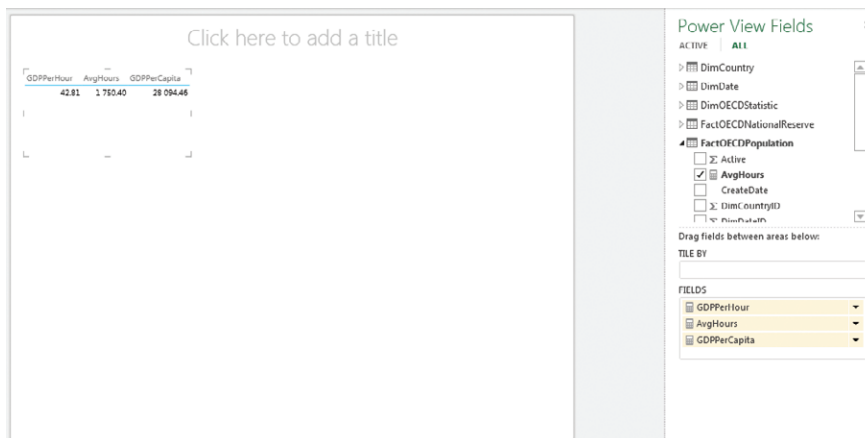 Click here to add a title
GDPPerHour AvgHours GDPPerCapita
42.81 1 750.40 28 094.46
Power View Fields
ACTIVE ALL
DimCountry
DimDate
DimOECDStatistic
FactOECDNationalReserve
FactOECDPopulation
Σ Active
AvgHours
CreateDate
Σ DimCountryID
Σ DimDateID
Drag fields between areas below:
TILE BY
FIELDS
GDPPerHour
AvgHours
GDPPerCapita